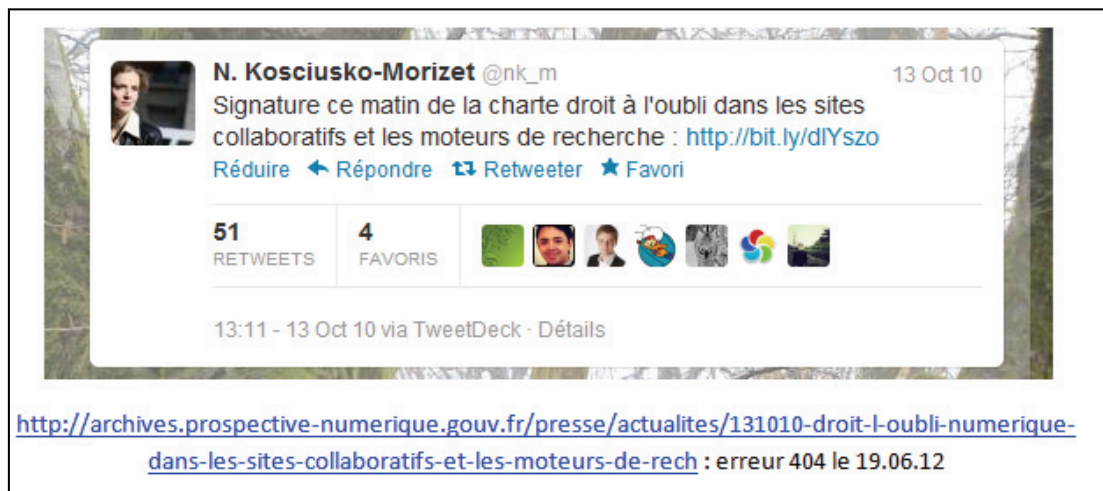 N. Kosciusko-Morizet @nk_m 13 Oct 10
Signature ce matin de la charte droit à l'oubli dans les sites
collaboratifs et les moteurs de recherche : http://bit.ly/dlYszo
Réduire Répondre Retweeter Favori
51 4
RETWEETS FAVORIS
13:11 - 13 Oct 10 via TweetDeck · Détails
http://archives.prospective-numerique.gouv.fr/presse/actualites/131010-droit-l-oubli-numerique-
dans-les-sites-collaboratifs-et-les-moteurs-de-rech : erreur 404 le 19.06.12